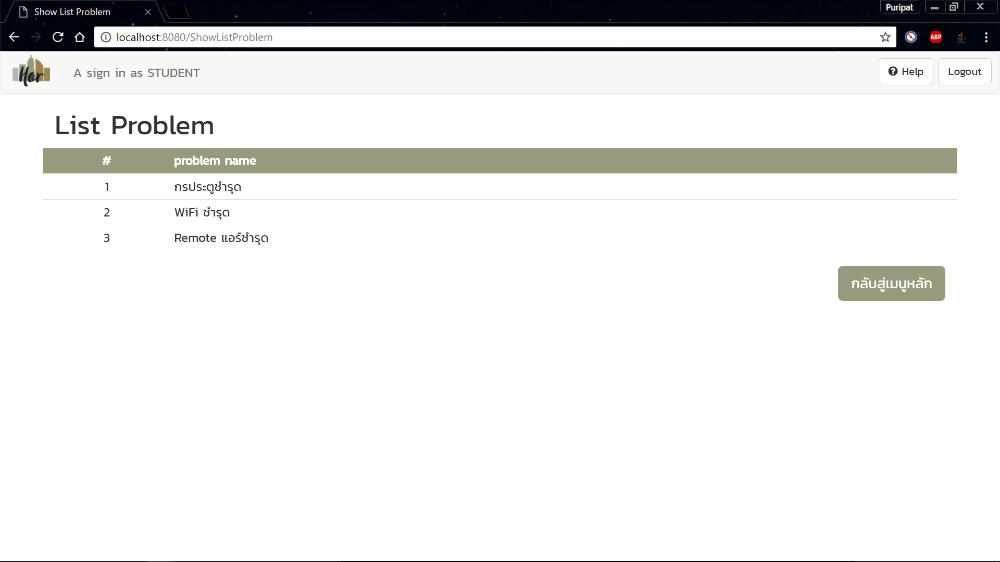 Show List Problem
Puripat
localhost:8080/ShowListProblem
ABP
Hor
A sign in as STUDENT
Help
Logout
List Problem
# problem name
1 กรประตูชำรุด
2 WiFi ชำรุด
3 Remote แอร์ชำรุด
กลับสู่เมนูหลัก